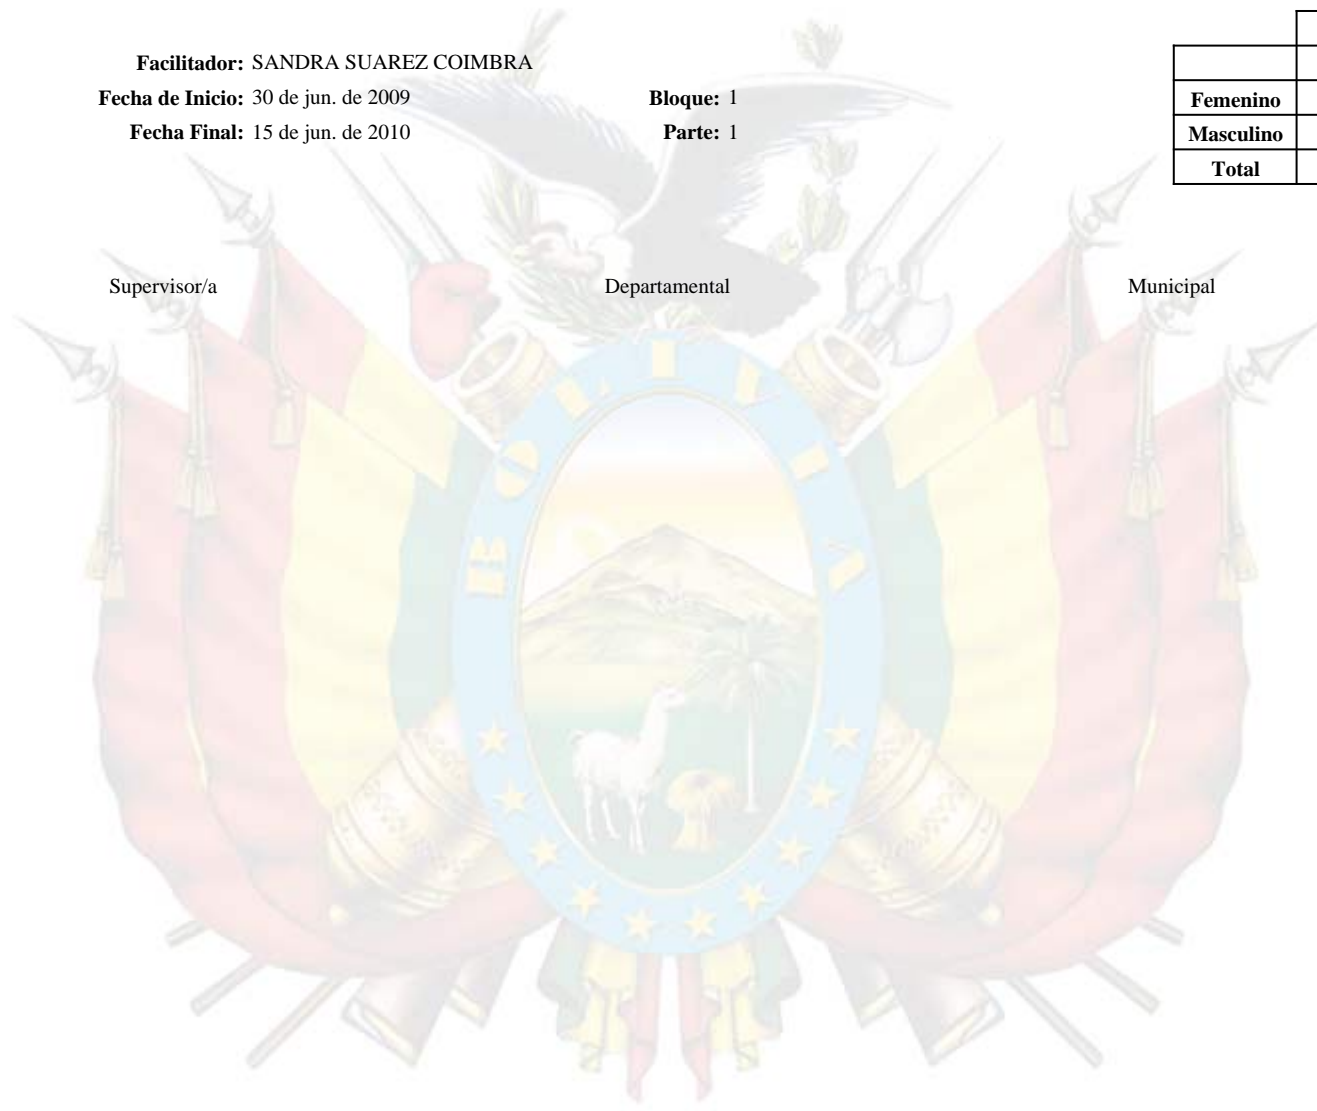 Facilitador: SANDRA SUAREZ COIMBRA
Fecha de Inicio: 30 de jun. de 2009 Bloque: 1
Fecha Final: 15 de jun. de 2010 Parte: 1
Femenino
Masculino
Total
Supervisor/a Departamental Municipal
BOLIVIA